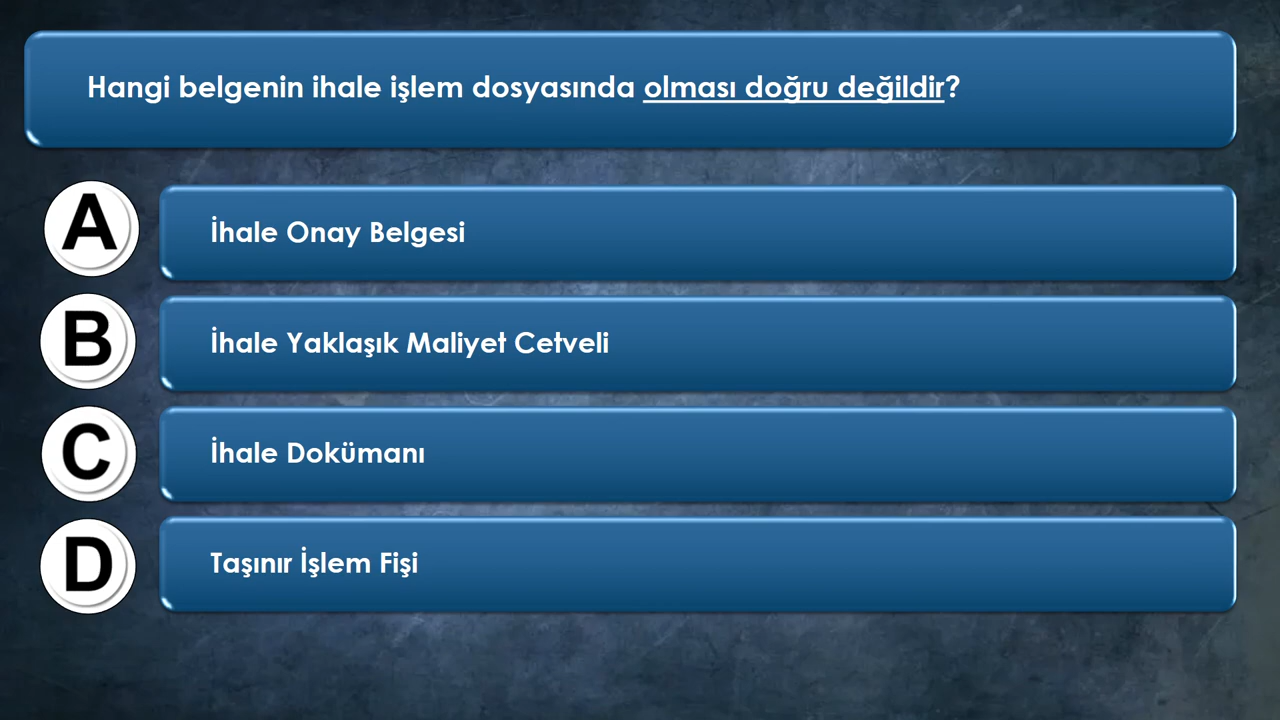 Hangi belgenin ihale işlem dosyasında olması doğru değildir?
A
İhale Onay Belgesi
B
İhale Yaklaşık Maliyet Cetveli
C
İhale Dokümanı
D
Taşınır İşlem Fişi